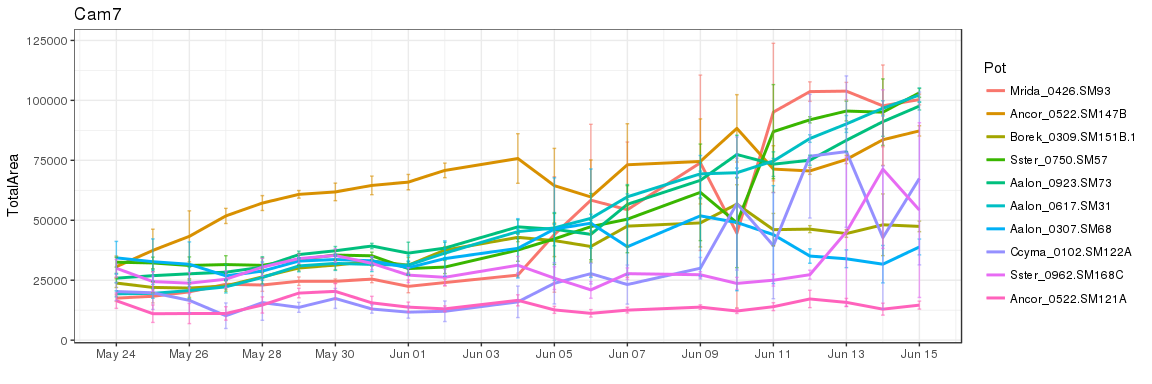 Cam7
TotalArea
125000
100000
75000
50000
25000
0
May 24
May 26
May 28
May 30
Jun 01
Jun 03
Jun 05
Jun 07
Jun 09
Jun 11
Jun 13
Jun 15
Pot
Mrida_0426.SM93
Ancor_0522.SM147B
Borek_0309.SM151B.1
Sster_0750.SM57
Aalon_0923.SM73
Aalon_0617.SM31
Aalon_0307.SM68
Ccyma_0102.SM122A
Sster_0962.SM168C
Ancor_0522.SM121A